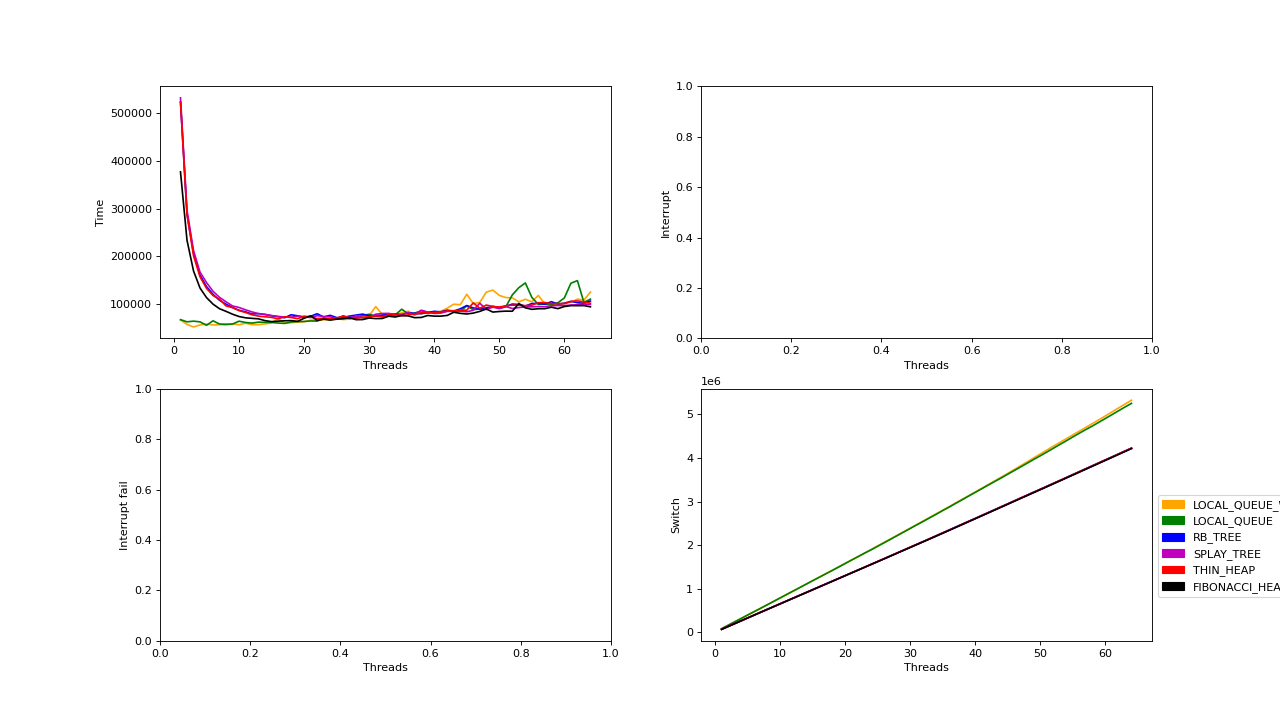 500000
400000
300000
200000
100000
Time
0 10 20 30 40 50 60
Threads
1.0
0.8
0.6
0.4
0.2
0.0
Interrupt
0.0 0.2 0.4 0.6 0.8 1.0
Threads
1.0
0.8
0.6
0.4
0.2
0.0
Interrupt fail
0.0 0.2 0.4 0.6 0.8 1.0
Threads
1e6
5
4
3
2
1
0
Switch
0 10 20 30 40 50 60
Threads
LOCAL_QUEUE_
LOCAL_QUEUE
RB_TREE
SPLAY_TREE
THIN_HEAP
FIBONACCI_HEA